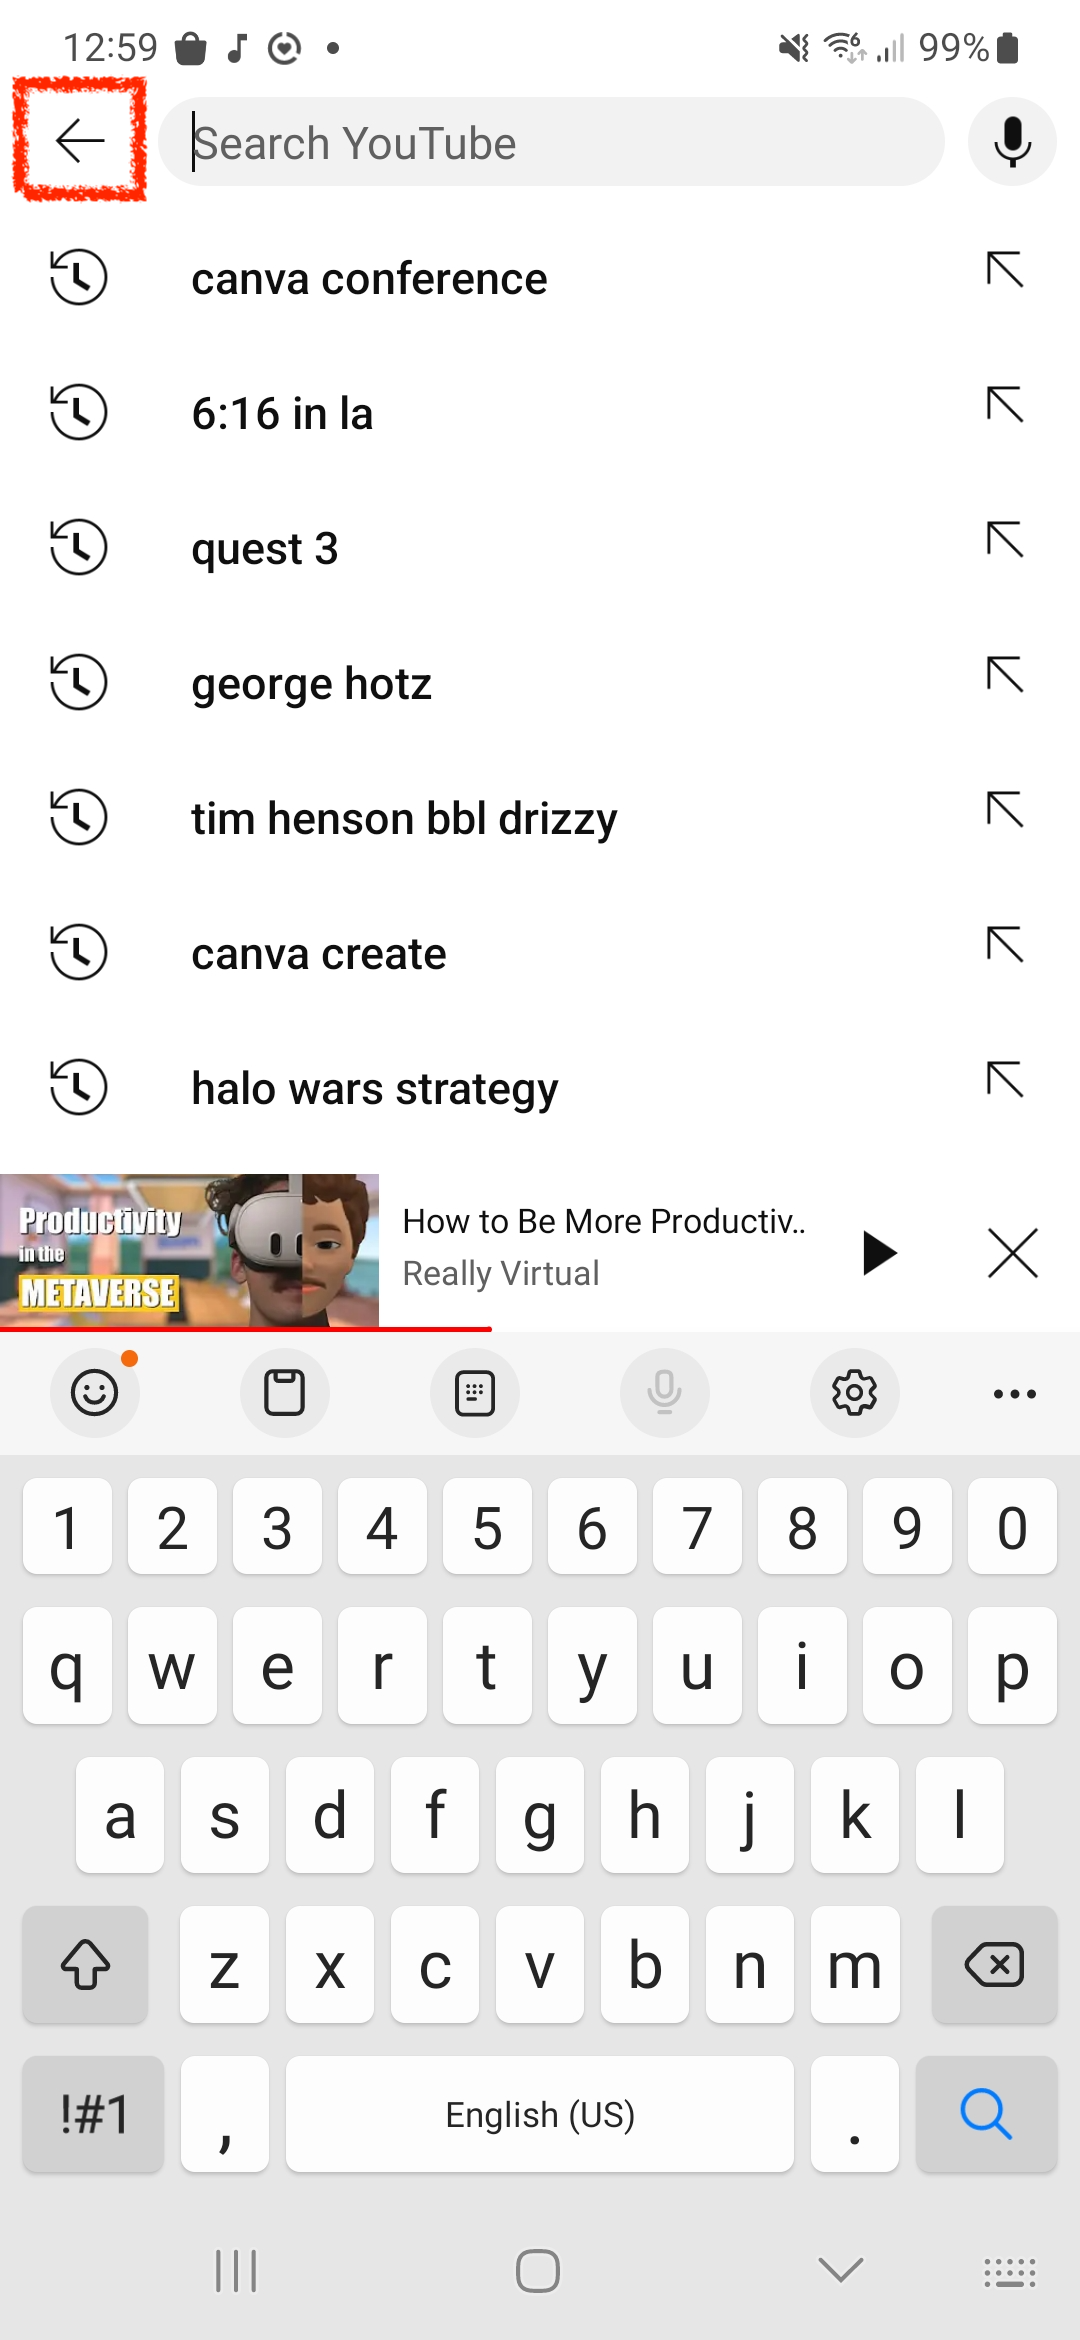 12:59 99%
Search YouTube
canva conference
6:16 in la
quest 3
george hotz
tim henson bbl drizzy
canva create
halo wars strategy
Productivity
in the
METAVERSE
How to Be More Productiv..
Really Virtual
1 2 3 4 5 6 7 8 9 0
q w e r t y u i o p
a s d f g h j k l
z x c v b n m
!#1 , English (US) .